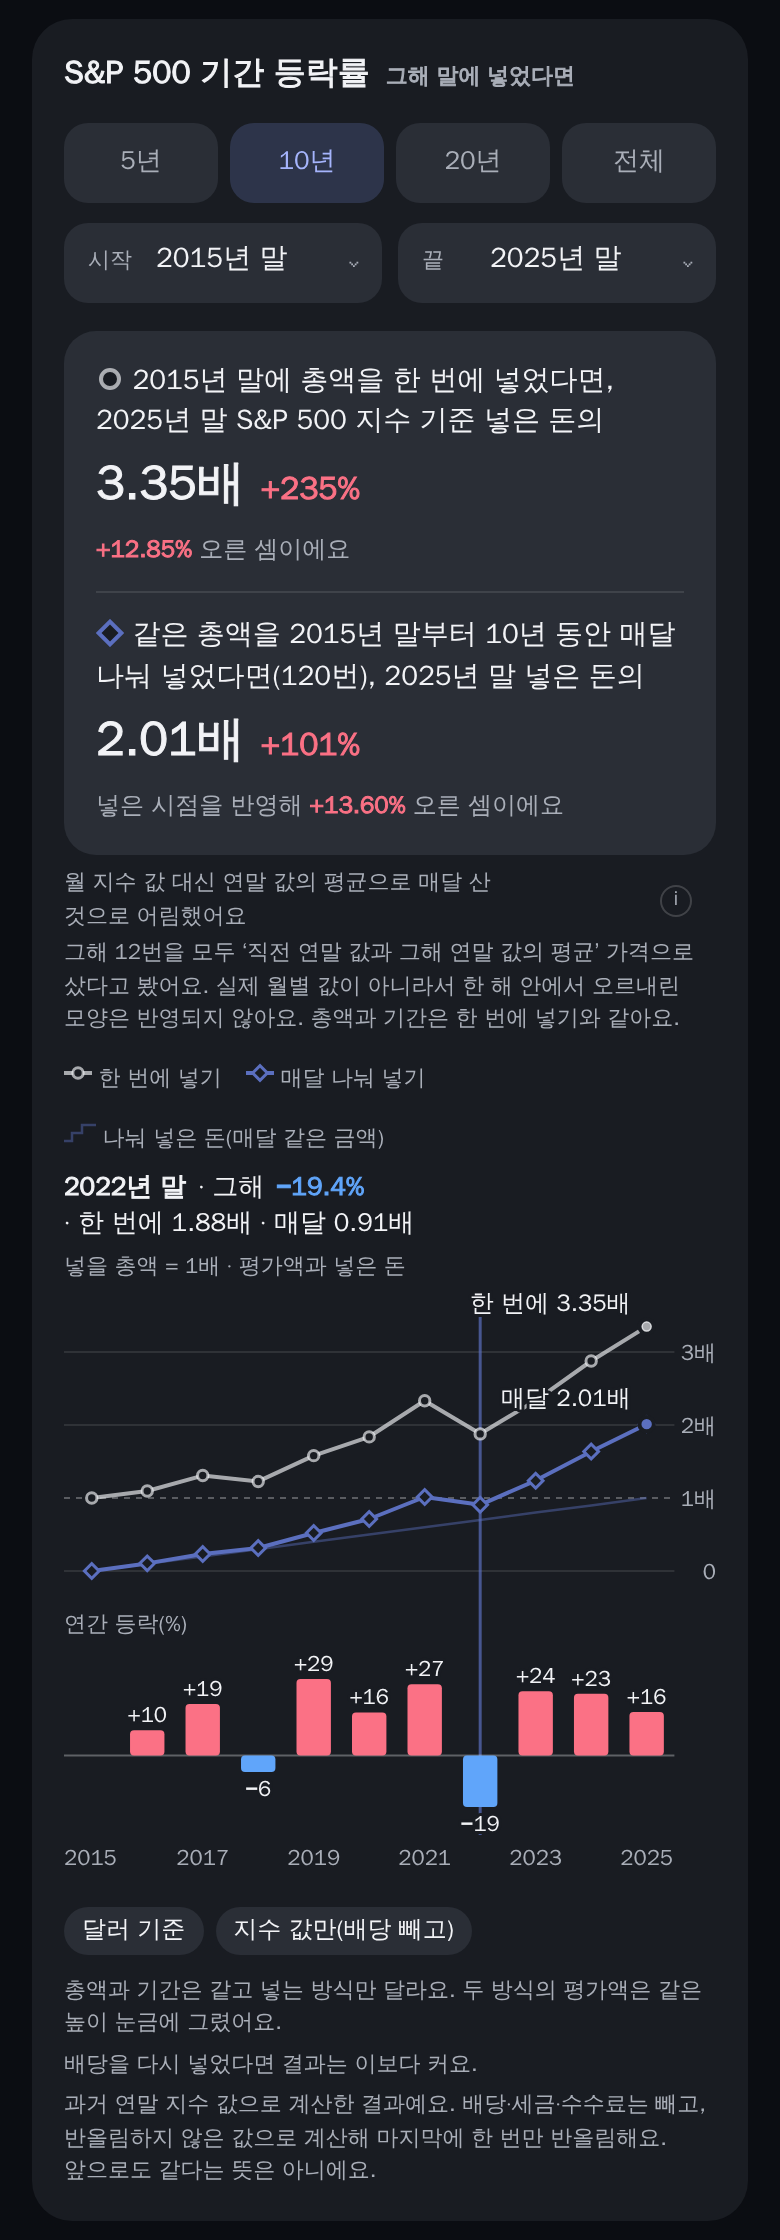 S&P 500 기간 등락률 그해 말에 넣었다면
5년 10년 20년 전체
시작 2015년 말 끝 2025년 말
2015년 말에 총액을 한 번에 넣었다면,
2025년 말 S&P 500 지수 기준 넣은 돈의
3.35배 +235%
+12.85% 오른 셈이에요
같은 총액을 2015년 말부터 10년 동안 매달
나눠 넣었다면(120번), 2025년 말 넣은 돈의
2.01배 +101%
넣은 시점을 반영해 +13.60% 오른 셈이에요
월 지수 값 대신 연말 값의 평균으로 매달 산
것으로 어림했어요
i
그해 12번을 모두 ‘직전 연말 값과 그해 연말 값의 평균’ 가격으로
샀다고 봤어요. 실제 월별 값이 아니라서 한 해 안에서 오르내린
모양은 반영되지 않아요. 총액과 기간은 한 번에 넣기와 같아요.
한 번에 넣기 매달 나눠 넣기
나눠 넣은 돈(매달 같은 금액)
2022년 말 · 그해 −19.4%
· 한 번에 1.88배 · 매달 0.91배
넣을 총액 = 1배 · 평가액과 넣은 돈
한 번에 3.35배
3배
매달 2.01배
2배
1배
0
연간 등락(%)
+10 +19 −6 +29 +16 +27 −19 +24 +23 +16
2015 2017 2019 2021 2023 2025
달러 기준 지수 값만(배당 빼고)
총액과 기간은 같고 넣는 방식만 달라요. 두 방식의 평가액은 같은
높이 눈금에 그렸어요.
배당을 다시 넣었다면 결과는 이보다 커요.
과거 연말 지수 값으로 계산한 결과예요. 배당·세금·수수료는 빼고,
반올림하지 않은 값으로 계산해 마지막에 한 번만 반올림해요.
앞으로도 같다는 뜻은 아니에요.